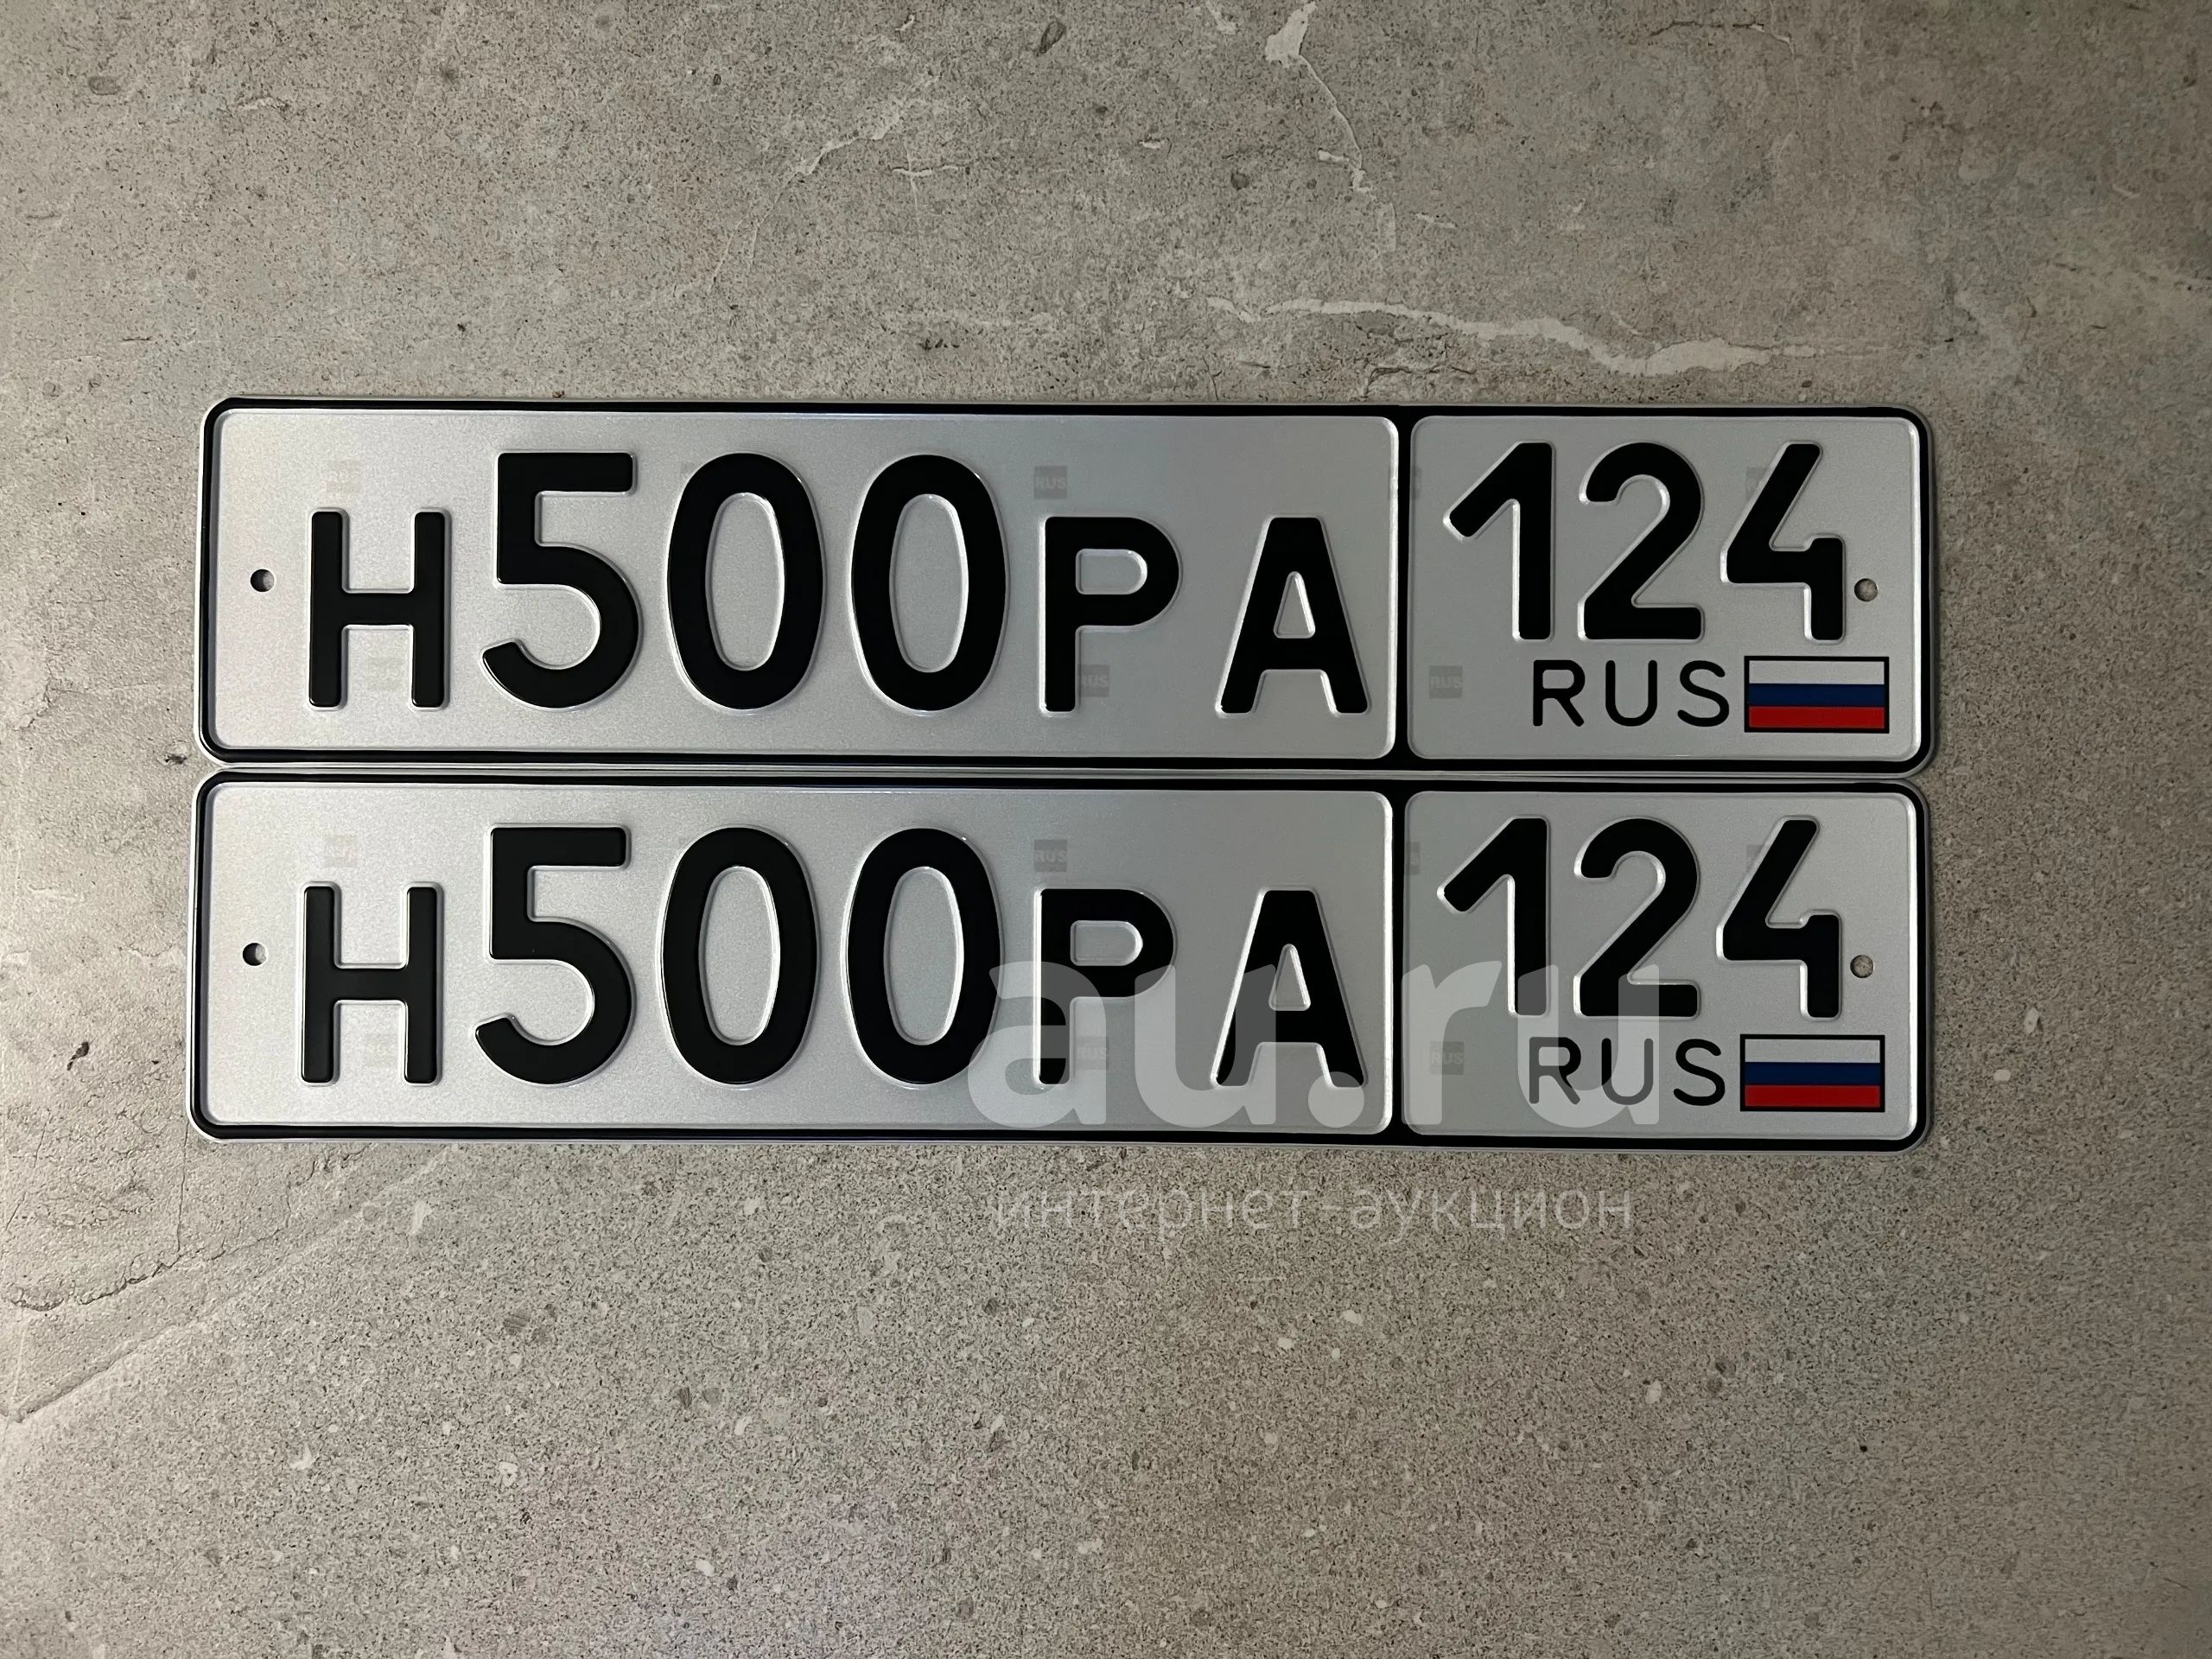 Н500РА 124
RUS
Н500РА 124
RUS
au.ru
интернет-аукцион